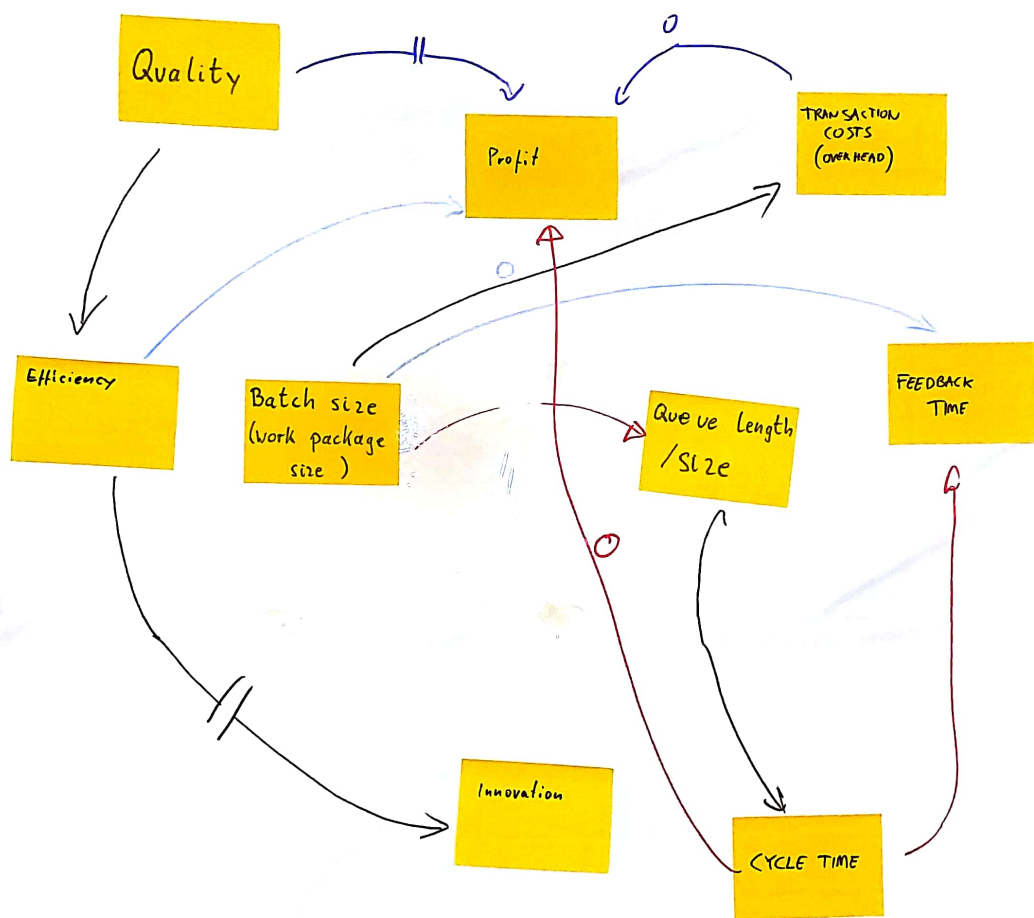 Quality
Profit
TRANSACTION
COSTS
(OVERHEAD)
Efficiency
Batch size
(work package
size)
Queue length
/Size
FEEDBACK
TIME
Innovation
CYCLE TIME